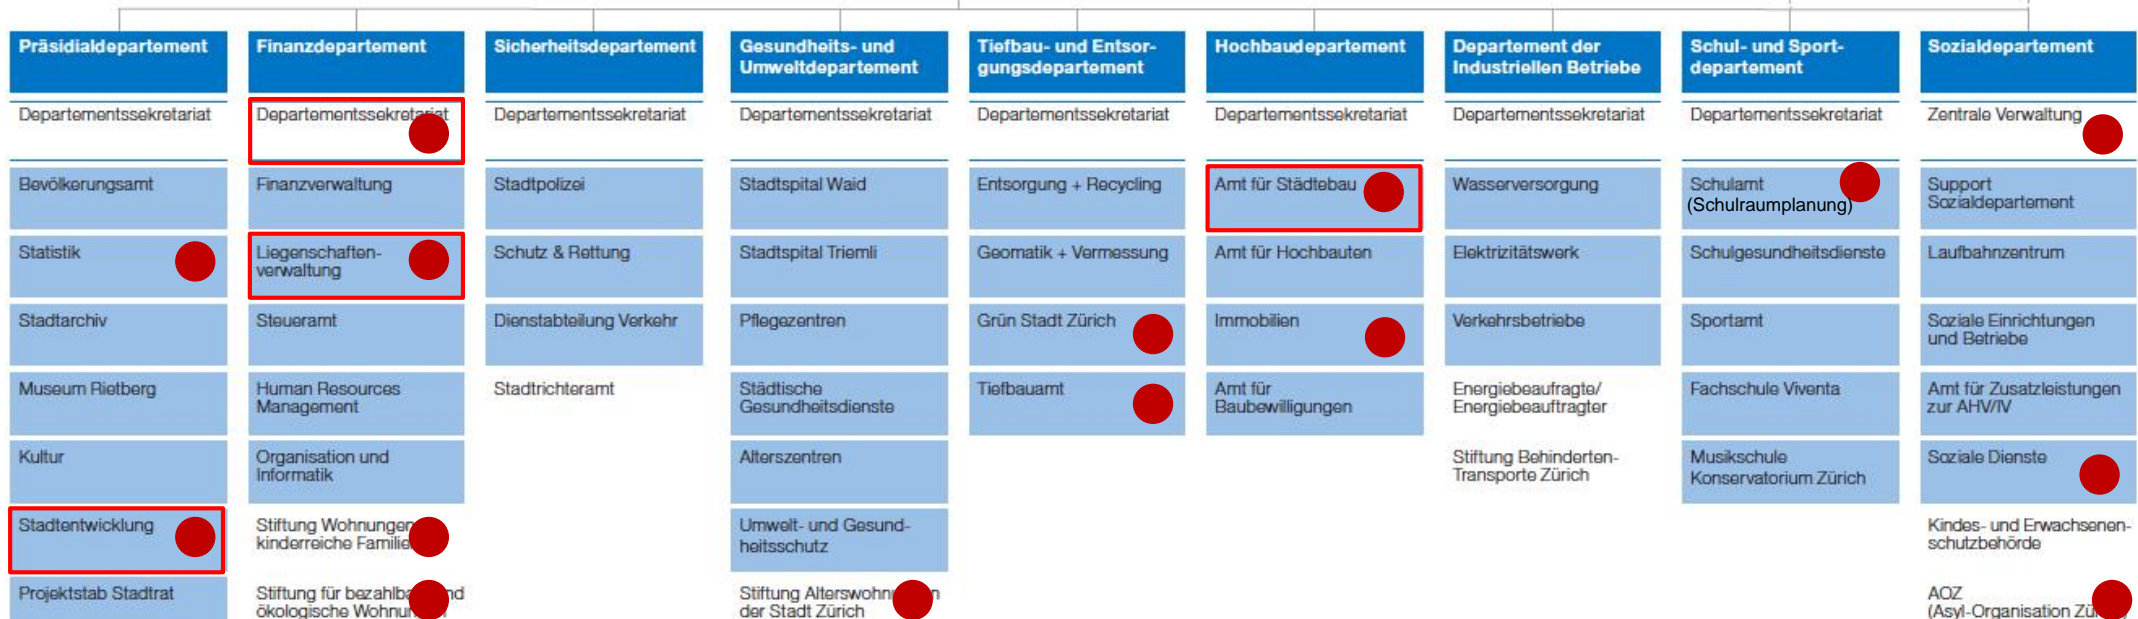 Präsidialdepartement
Departementssekretariat
Bevölkerungsamt
Statistik
Stadtarchiv
Museum Rietberg
Kultur
Stadtentwicklung
Projektstab Stadtrat
Finanzdepartement
Departementssekretariat
Finanzverwaltung
Liegenschaften-
verwaltung
Steueramt
Human Resources
Management
Organisation und
Informatik
Stiftung Wohnungen
kinderreiche Familien
Stiftung für
ökologische
Sicherheitsdepartement
Departementssekretariat
Stadtpolizei
Schutz & Rettung
Dienstabteilung Verkehr
Stadtrichteramt
Gesundheits- und
Umweltdepartement
Departementssekretariat
Stadtspital Waid
Stadtspital Triemli
Pflegezentren
Städtische
Gesundheitsdienste
Alterszentren
Umwelt- und Gesund-
heitsschutz
Stiftung
der Stadt Zürich
Tiefbau- und Entsor-
gungsdepartement
Departementssekretariat
Entsorgung + Recycling
Geomatik + Vermessung
Grün Stadt Zürich
Tiefbauamt
Hochbaudepartement
Departementssekretariat
Amt für Städtebau
Amt für Hochbauten
Immobilien
Amt für
Baubewilligungen
Departement der
Industriellen Betriebe
Departementssekretariat
Wasserversorgung
Elektrizitätswerk
Verkehrsbetriebe
Energiebeaufragte/
Energiebeauftragter
Stiftung Behinderten-
Transporte Zürich
Schul- und Sport-
departement
Departementssekretariat
Schulamt
(Schulraumplanung)
Schulgesundheitsdienste
Sportamt
Fachschule Viventa
Musikschule
Konservatorium Zürich
Sozialdepartement
Zentrale Verwaltung
Support
Sozialdepartement
Laufbahnzentrum
Soziale Einrichtungen
und Betriebe
Amt für Zusatzleistungen
zur AHV/IV
Soziale Dienste
Kindes- und Erwachsenen-
schutzbehörde
AOZ
(Asyl-Organisation